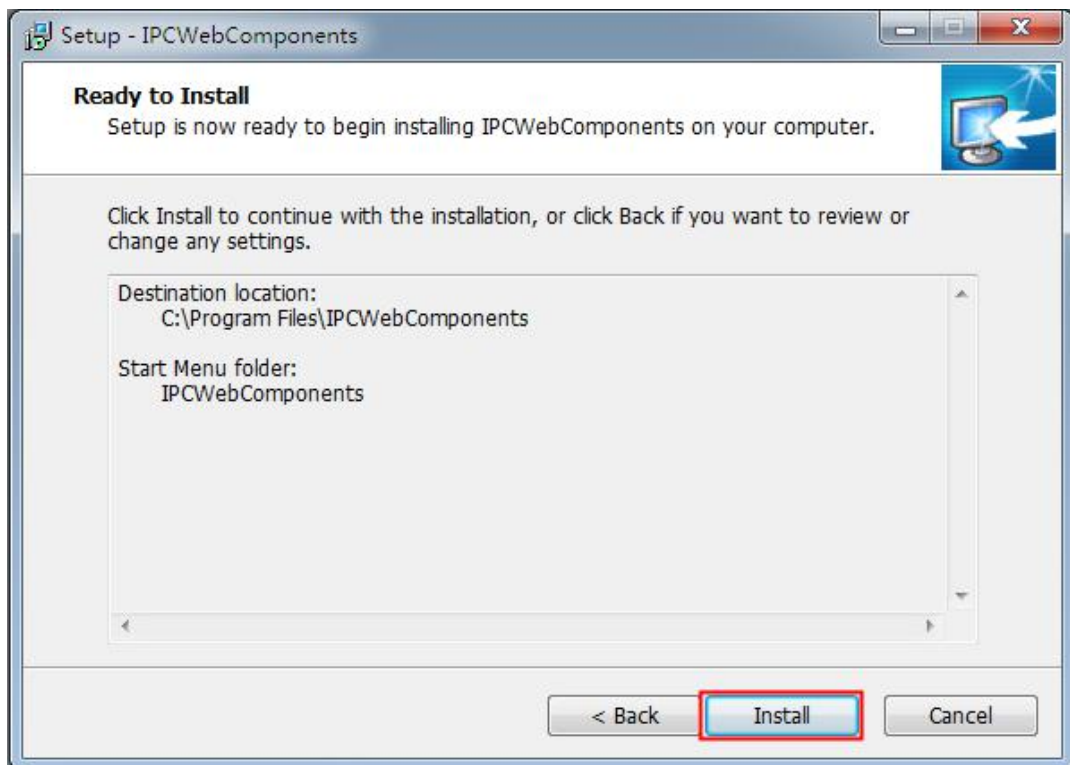 Setup - IPCWebComponents
Ready to Install
Setup is now ready to begin installing IPCWebComponents on your computer.
Click Install to continue with the installation, or click Back if you want to review or
change any settings.
Destination location:
C:\Program Files\IPCWebComponents
Start Menu folder:
IPCWebComponents
< Back
Install
Cancel